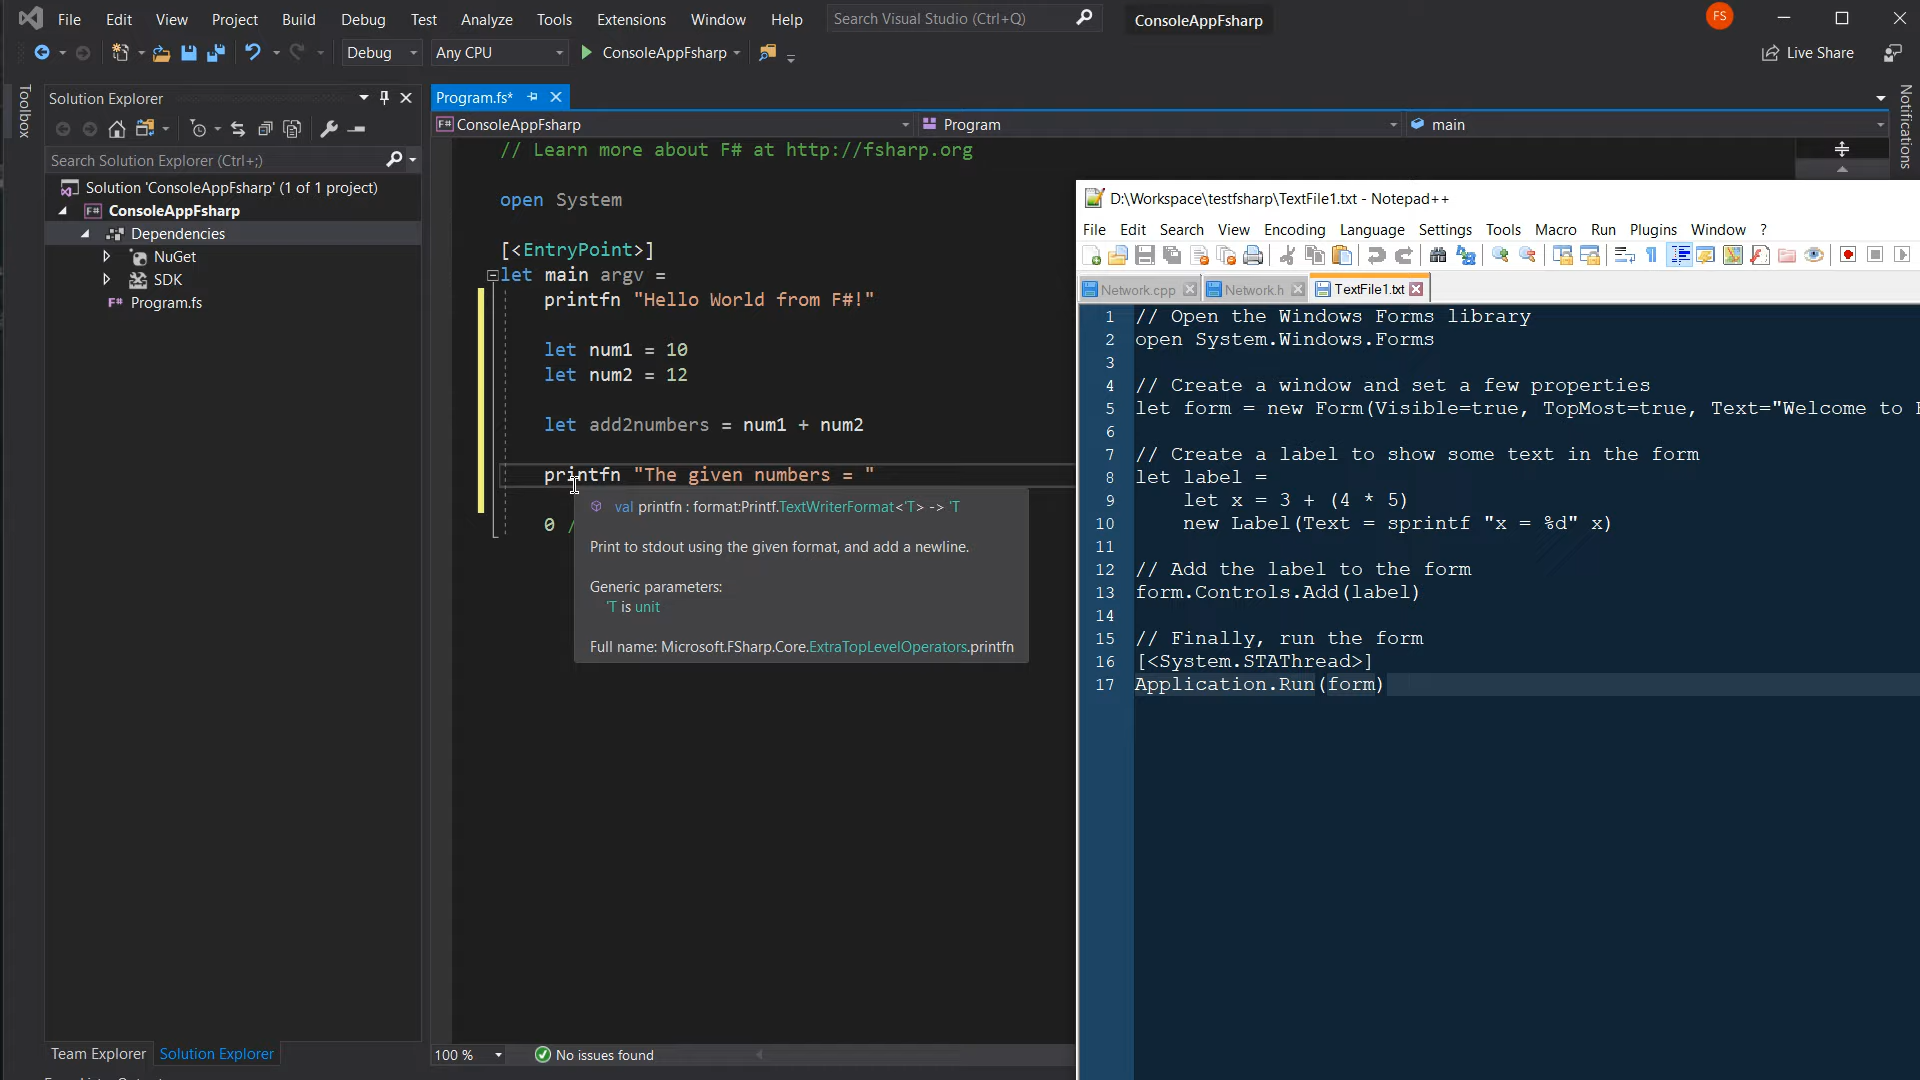 File Edit View Project Build Debug Test Analyze Tools Extensions Window Help Search Visual Studio (Ctrl+Q) ConsoleAppFsharp FS
Debug Any CPU ConsoleAppFsharp Live Share
Toolbox
Solution Explorer
Search Solution Explorer (Ctrl+;)
Solution 'ConsoleAppFsharp' (1 of 1 project)
F# ConsoleAppFsharp
Dependencies
NuGet
SDK
F# Program.fs
Team Explorer Solution Explorer
Program.fs*
F# ConsoleAppFsharp Program main
Notifications
// Learn more about F# at http://fsharp.org
open System
[<EntryPoint>]
let main argv =
printfn "Hello World from F#!"
let num1 = 10
let num2 = 12
let add2numbers = num1 + num2
printfn "The given numbers = "
0 /
val printfn : format:Printf.TextWriterFormat<'T> -> 'T
Print to stdout using the given format, and add a newline.
Generic parameters:
'T is unit
Full name: Microsoft.FSharp.Core.ExtraTopLevelOperators.printfn
100 % No issues found
D:\Workspace\testfsharp\TextFile1.txt - Notepad++
File Edit Search View Encoding Language Settings Tools Macro Run Plugins Window ?
Network.cpp Network.h TextFile1.txt
1 // Open the Windows Forms library
2 open System.Windows.Forms
3
4 // Create a window and set a few properties
5 let form = new Form(Visible=true, TopMost=true, Text="Welcome to
6
7 // Create a label to show some text in the form
8 let label =
9 let x = 3 + (4 * 5)
10 new Label(Text = sprintf "x = %d" x)
11
12 // Add the label to the form
13 form.Controls.Add(label)
14
15 // Finally, run the form
16 [<System.STAThread>]
17 Application.Run(form)